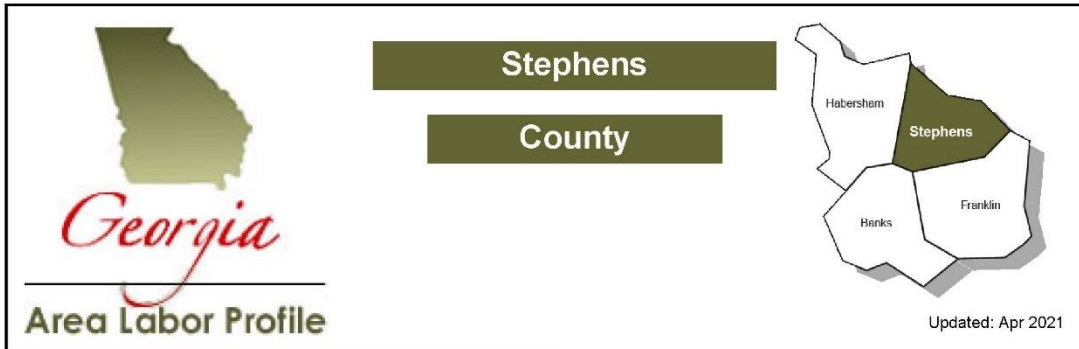 Stephens
County
Georgia
Area Labor Profile
Habersham
Stephens
Banks
Franklin
Updated: Apr 2021